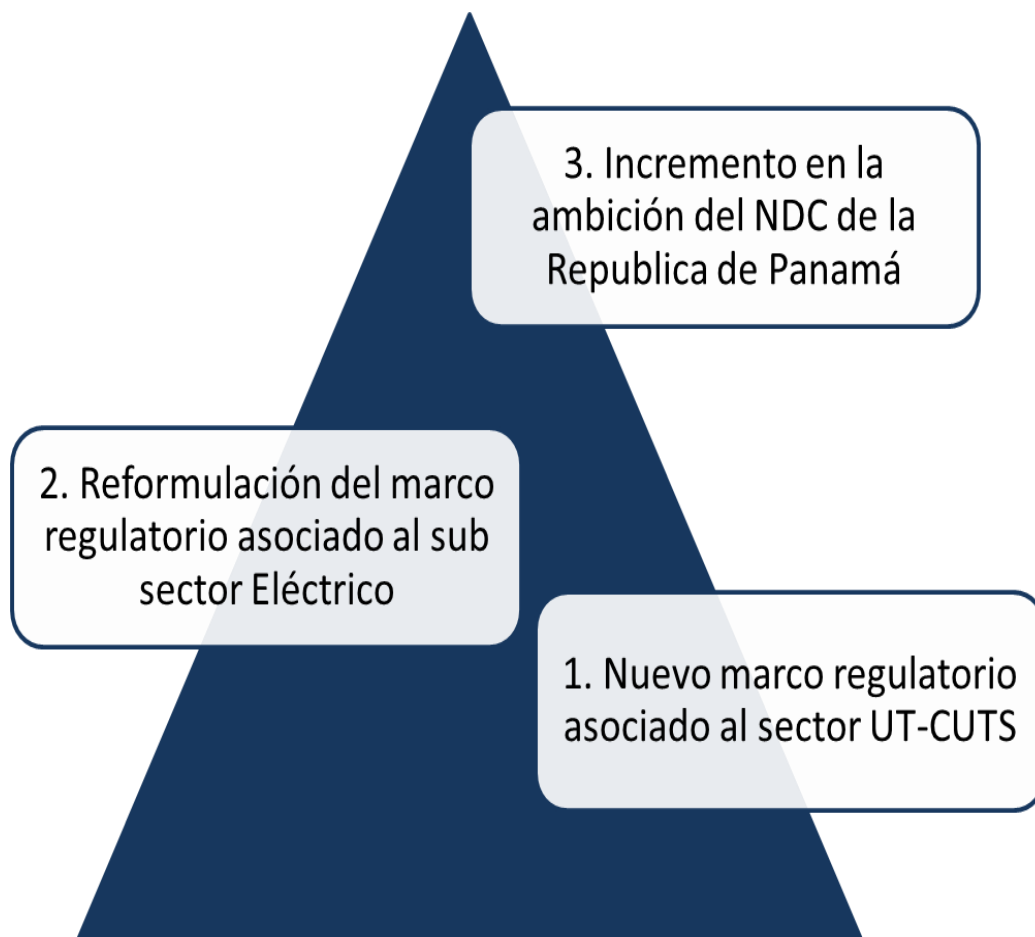 3. Incremento en la
ambición del NDC de la
Republica de Panamá
2. Reformulación del marco
regulatorio asociado al sub
sector Eléctrico
1. Nuevo marco regulatorio
asociado al sector UT-CUTS